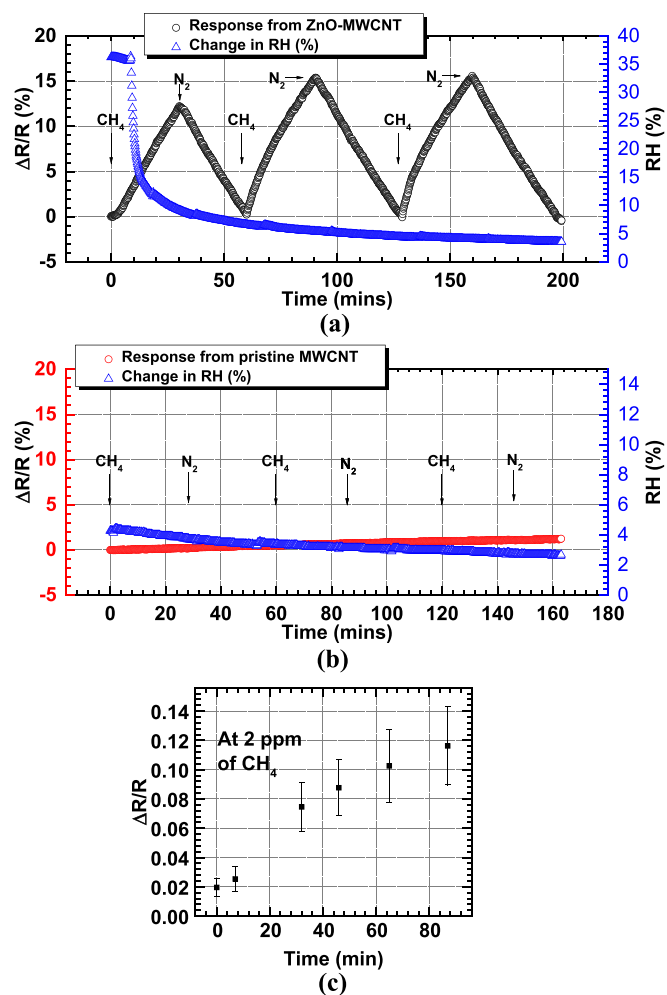 Response from ZnO-MWCNT
Change in RH (%)
20
15
10
5
0
-5
ΔR/R (%)
CH4
N2
CH4
N2
CH4
N2
40
35
30
25
20
15
10
5
0
RH (%)
0 50 100 150 200
Time (mins)
(a)
Response from pristine MWCNT
Change in RH (%)
20
15
10
5
0
-5
ΔR/R (%)
CH4 N2 CH4 N2 CH4 N2
14
12
10
8
6
4
2
0
RH (%)
0 20 40 60 80 100 120 140 160 180
Time (mins)
(b)
0.14
0.12
0.10
0.08
0.06
0.04
0.02
0.00
ΔR/R
At 2 ppm
of CH4
0 20 40 60 80
Time (min)
(c)